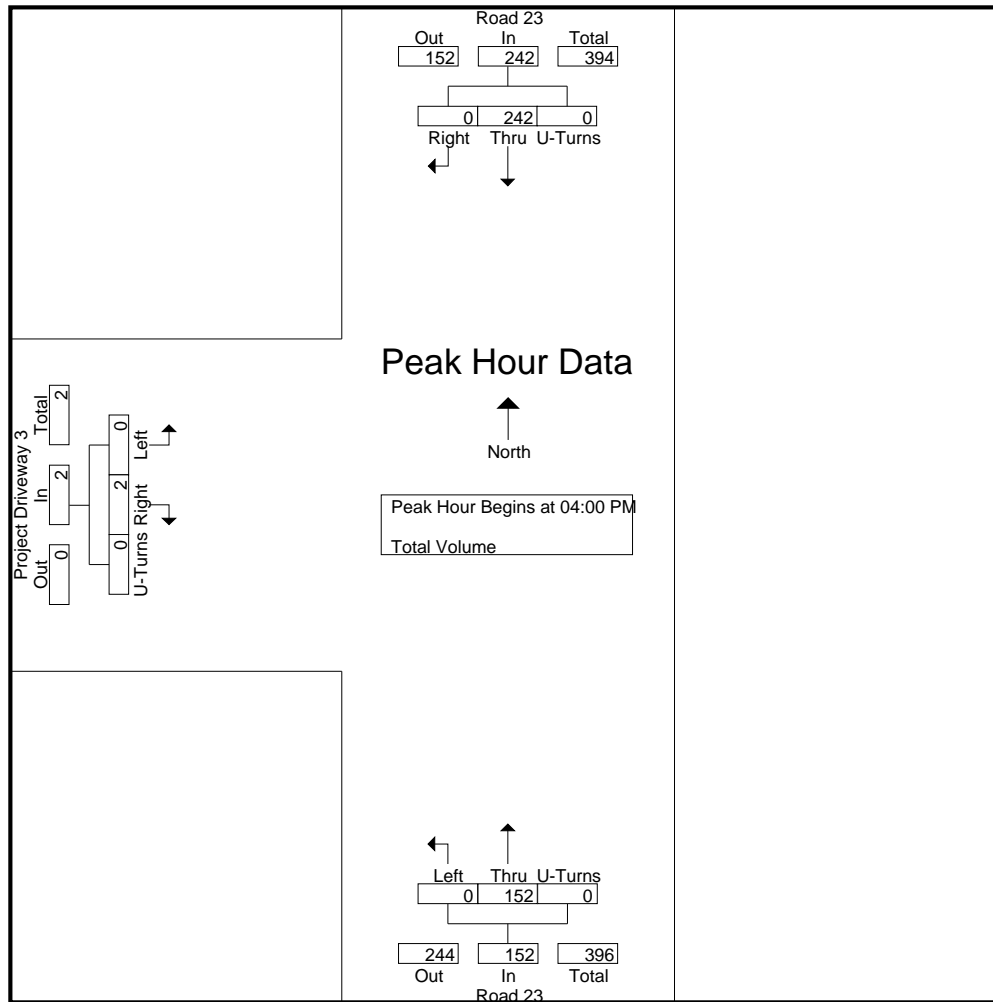 Road 23
Out In Total
152 242 394
0 242 0
Right Thru U-Turns
Peak Hour Data
North
Peak Hour Begins at 04:00 PM
Total Volume
Project Driveway 3
Out In Total
0 2 2
0 2 0
U-Turns Right Left
Left Thru U-Turns
0 152 0
244 152 396
Out In Total
Road 23